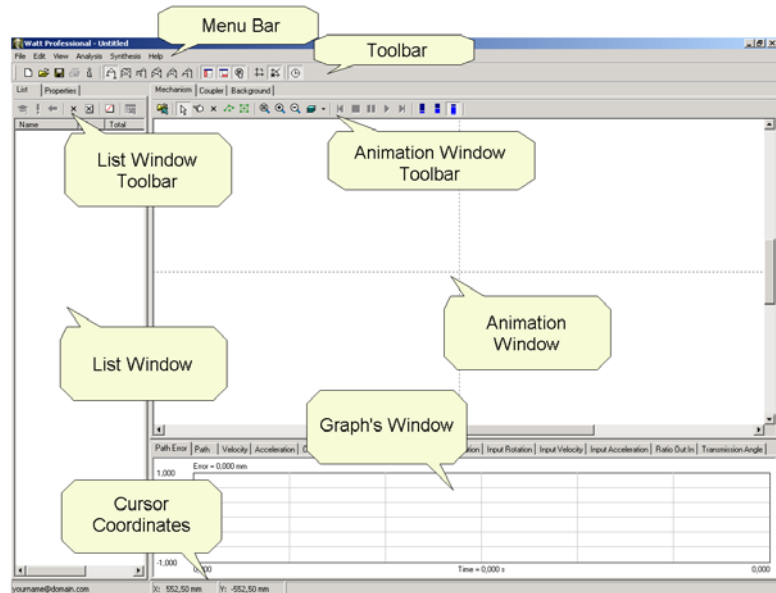 Menu Bar
Watt Professional - Untitled
Toolbar
File Edit View Analysis Synthesis Help
List Properties
Mechanism Coupler Background
Name Total
List Window
Toolbar
Animation Window
Toolbar
Animation
Window
List Window
Graph's Window
Path Error Path Velocity Acceleration Input Rotation Input Velocity Input Acceleration Ratio Out:In Transmission Angle
Error = 0,000 mm
1,000
Cursor
Coordinates
-1,000
0,000 Time = 0,000 s 0,000
yourname@domain.com X: 552,50 mm Y: -552,50 mm